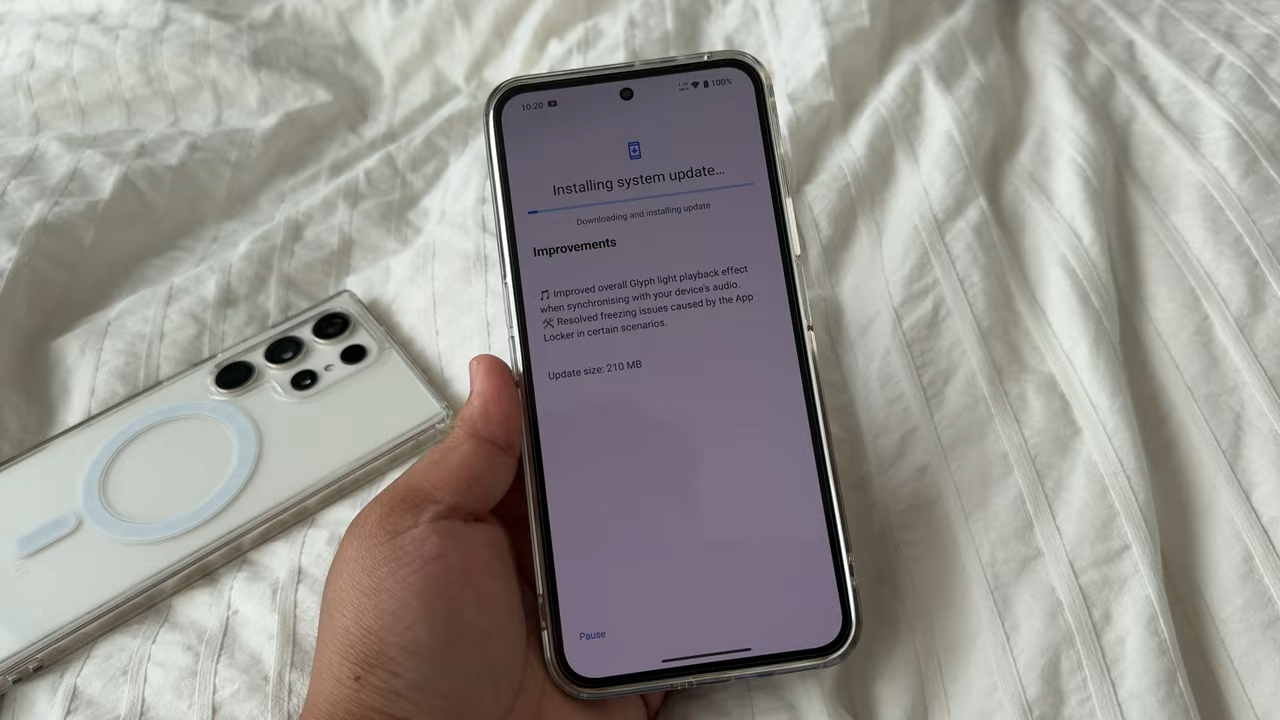 10:20
100%
Installing system update...
Downloading and installing update
Improvements
🎵 Improved overall Glyph light playback effect
when synchronising with your device's audio.
🛠 Resolved freezing issues caused by the App
Locker in certain scenarios.
Update size: 210 MB
Pause